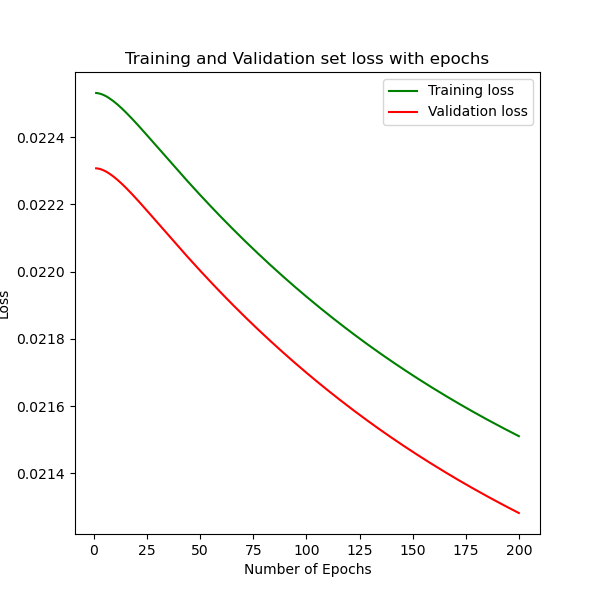 Training and Validation set loss with epochs
Training loss
Validation loss
0.0224
0.0222
0.0220
0.0218
0.0216
0.0214
Loss
0 25 50 75 100 125 150 175 200
Number of Epochs